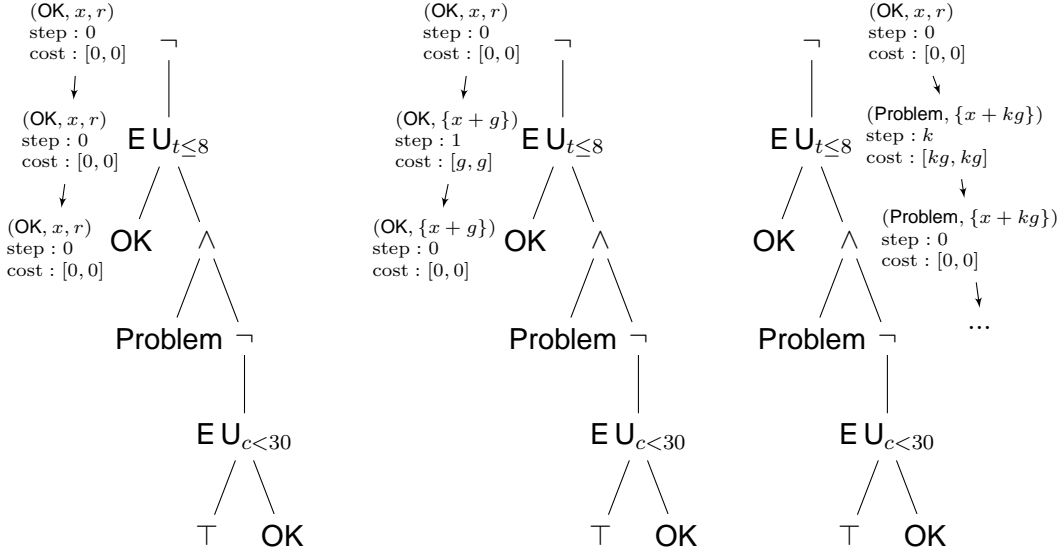 (OK, x, r)
step : 0
cost : [0, 0]
¬
(OK, x, r)
step : 0
cost : [0, 0]
E U_{t≤8}
(OK, x, r)
step : 0
cost : [0, 0]
OK ∧
Problem ¬
E U_{c<30}
⊤ OK
(OK, x, r)
step : 0
cost : [0, 0]
¬
(OK, {x + g})
step : 1
cost : [g, g]
E U_{t≤8}
(OK, {x + g})
step : 0
cost : [0, 0]
OK ∧
Problem ¬
E U_{c<30}
⊤ OK
¬
(OK, x, r)
step : 0
cost : [0, 0]
E U_{t≤8}
(Problem, {x + kg})
step : k
cost : [kg, kg]
OK ∧
(Problem, {x + kg})
step : 0
cost : [0, 0]
Problem ¬
...
E U_{c<30}
⊤ OK